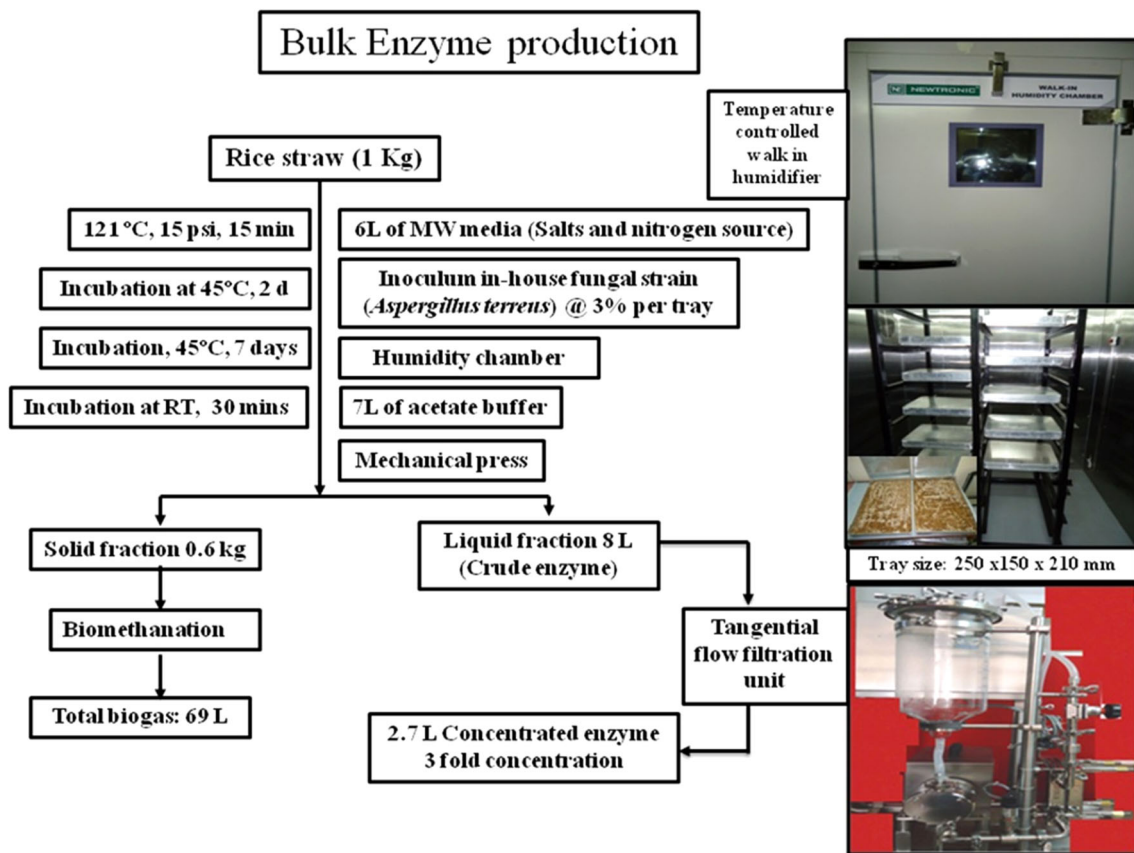 Bulk Enzyme production
Temperature
controlled
walk in
humidifier
NEWTRONIC
WALK-IN
HUMIDITY CHAMBER
Rice straw (1 Kg)
121 ºC, 15 psi, 15 min
6L of MW media (Salts and nitrogen source)
Incubation at 45ºC, 2 d
Inoculum in-house fungal strain
(Aspergillus terreus) @ 3% per tray
Incubation, 45ºC, 7 days
Humidity chamber
Incubation at RT, 30 mins
7L of acetate buffer
Mechanical press
Solid fraction 0.6 kg
Liquid fraction 8 L
(Crude enzyme)
Tray size: 250 x150 x 210 mm
Biomethanation
Tangential
flow filtration
unit
Total biogas: 69 L
2.7 L Concentrated enzyme
3 fold concentration